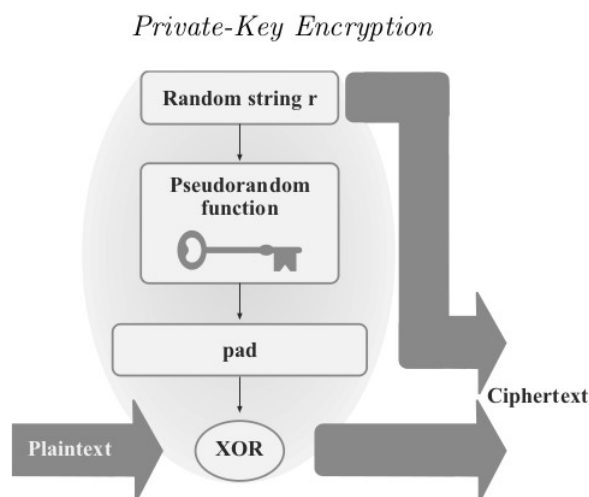 Private-Key Encryption
Random string r
Pseudorandom
function
pad
Ciphertext
Plaintext
XOR